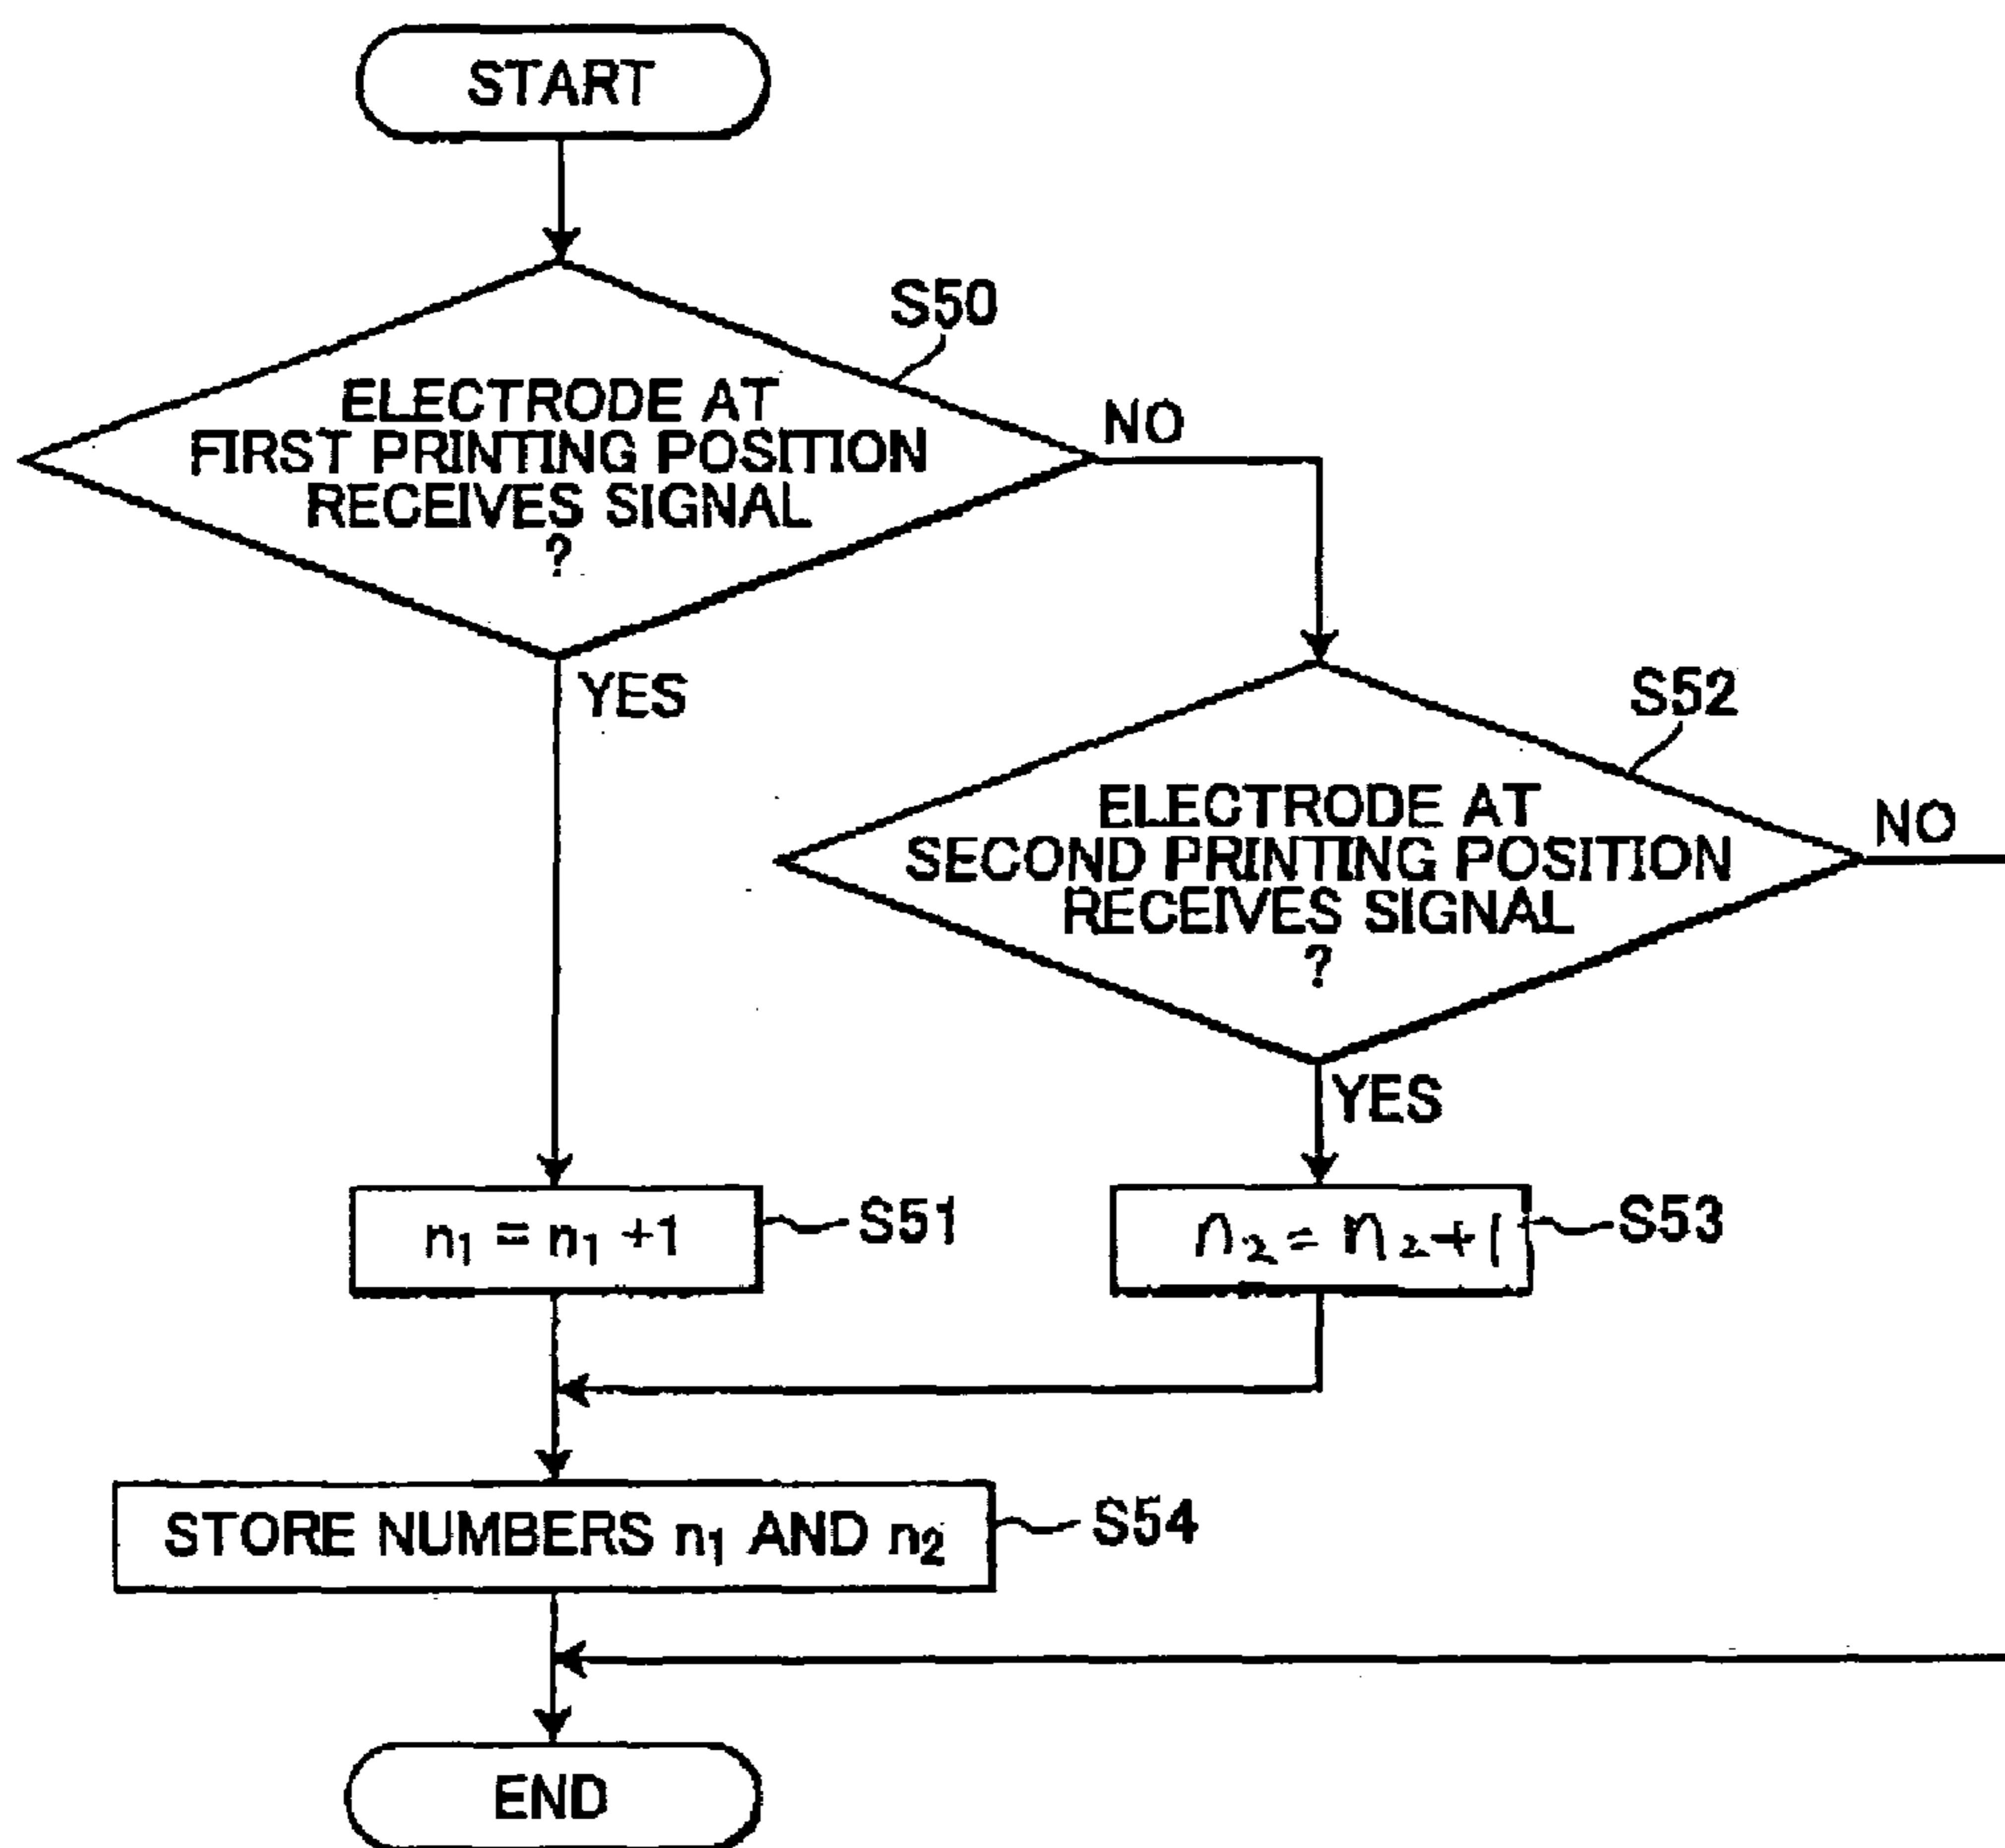 START
S50
ELECTRODE AT
FIRST PRINTING POSITION
RECEIVES SIGNAL
?
NO
YES
S52
ELECTRODE AT
SECOND PRINTING POSITION
RECEIVES SIGNAL
?
NO
YES
n₁ = n₁ +1
S51
n₂ = n₂+1
S53
STORE NUMBERS n₁ AND n₂
S54
END